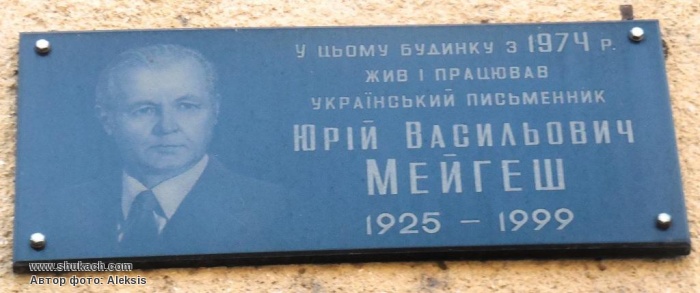 У ЦЬОМУ БУДИНКУ З 1974 Р.
ЖИВ І ПРАЦЮВАВ
УКРАЇНСЬКИЙ ПИСЬМЕННИК
ЮРІЙ ВАСИЛЬОВИЧ
МЕЙГЕШ
1925 – 1999
www.shukach.com
Автор фото: Aleksis